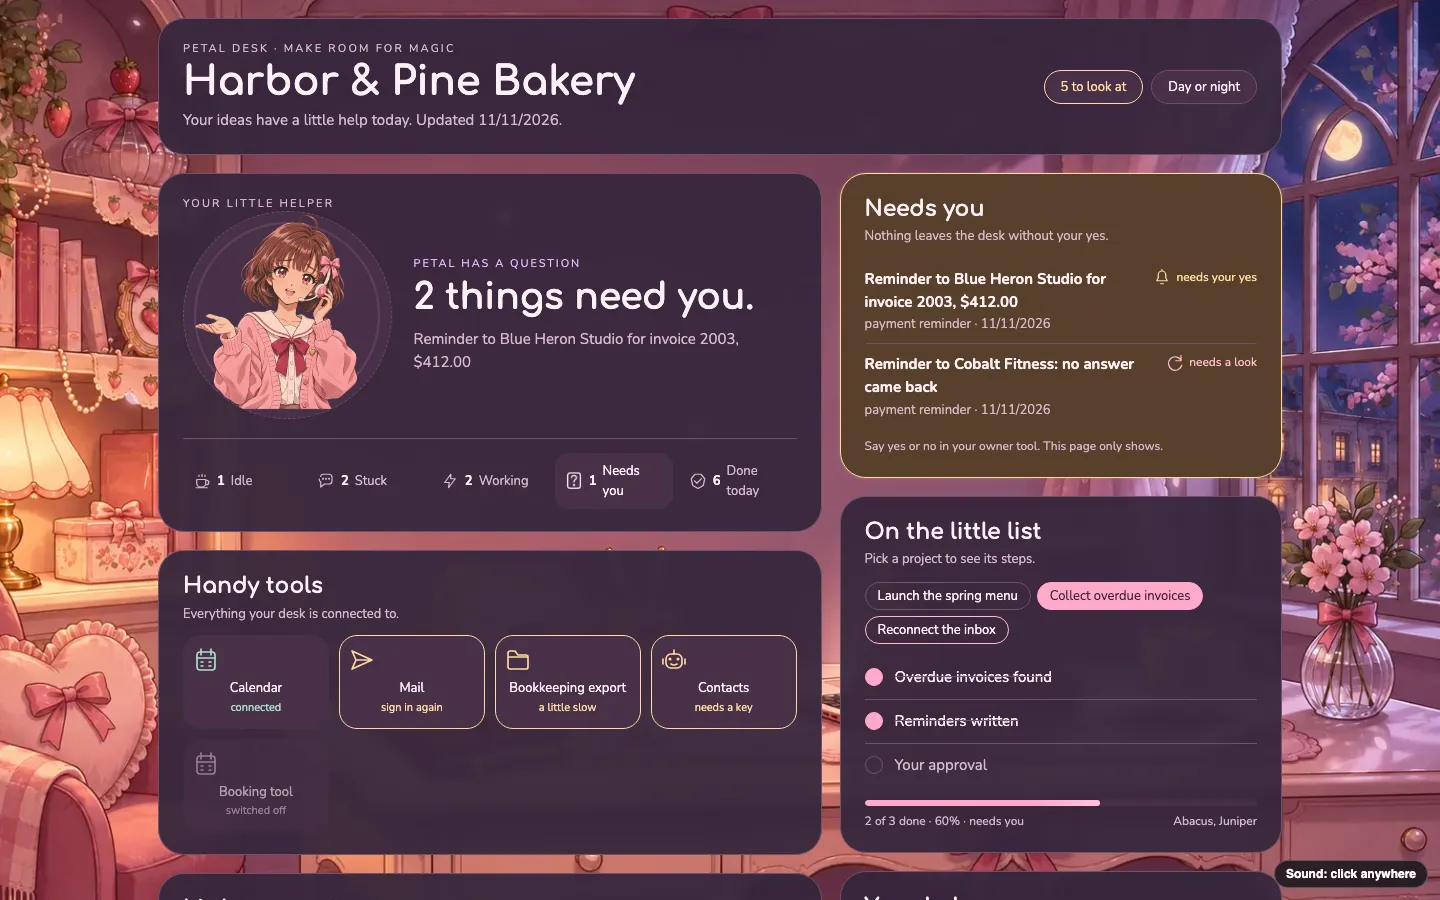 PETAL DESK · MAKE ROOM FOR MAGIC
Harbor & Pine Bakery
Your ideas have a little help today. Updated 11/11/2026.
5 to look at
Day or night
YOUR LITTLE HELPER
PETAL HAS A QUESTION
2 things need you.
Reminder to Blue Heron Studio for invoice 2003,
$412.00
1 Idle
2 Stuck
2 Working
1 Needs
you
6 Done
today
Needs you
Nothing leaves the desk without your yes.
Reminder to Blue Heron Studio for
invoice 2003, $412.00
needs your yes
payment reminder · 11/11/2026
Reminder to Cobalt Fitness: no answer
came back
needs a look
payment reminder · 11/11/2026
Say yes or no in your owner tool. This page only shows.
Handy tools
Everything your desk is connected to.
Calendar
connected
Mail
sign in again
Bookkeeping export
a little slow
Contacts
needs a key
Booking tool
switched off
On the little list
Pick a project to see its steps.
Launch the spring menu
Collect overdue invoices
Reconnect the inbox
Overdue invoices found
Reminders written
Your approval
2 of 3 done · 60% · needs you
Abacus, Juniper
Sound: click anywhere